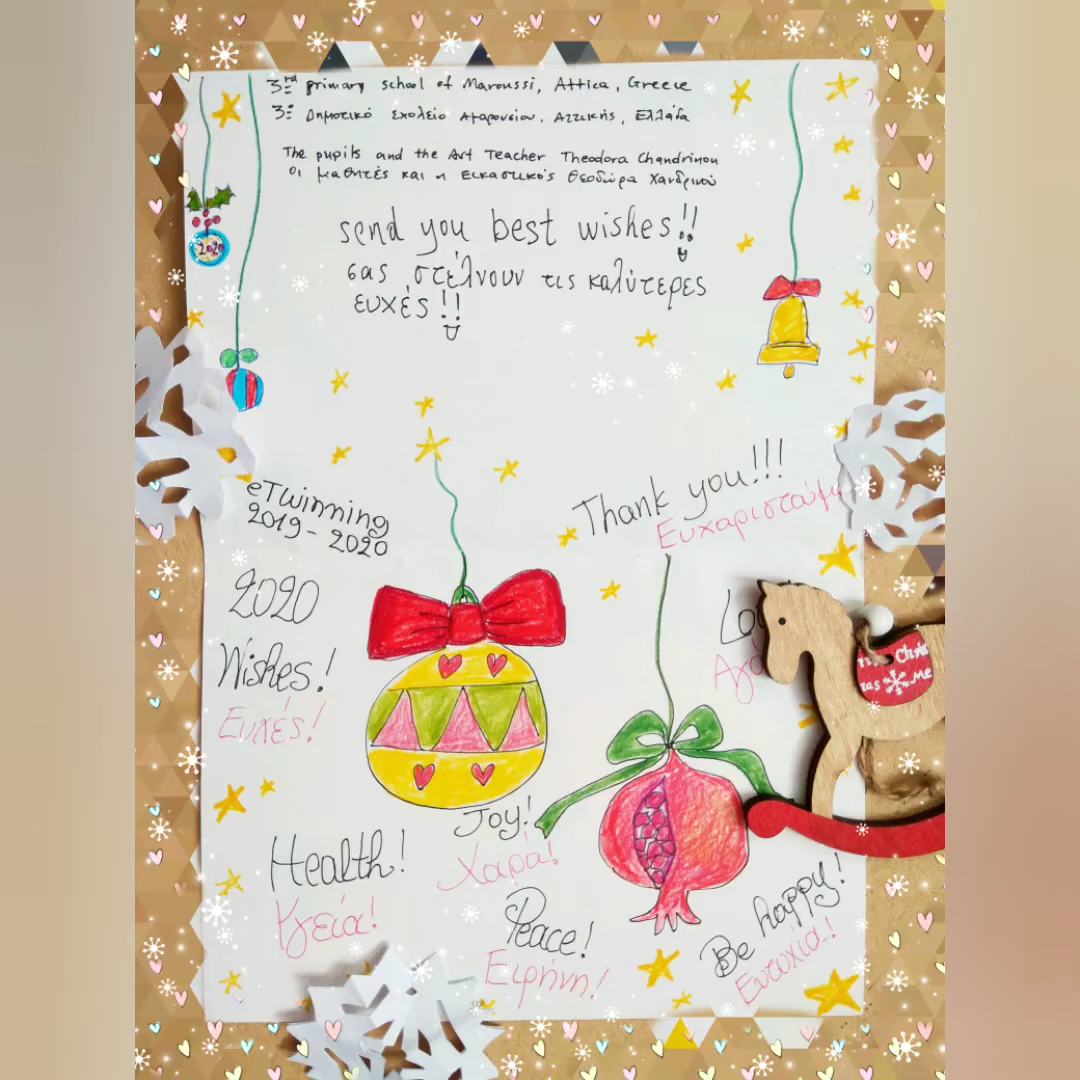 3rd primary school of Maroussi, Attica, Greece
3ο Δημοτικό Σχολείο Αμαρουσίου, Αττικής, Ελλάδα
The pupils and the Art Teacher Theodora Chandrinou
οι μαθητές και η Εικαστικός Θεοδώρα Χανδρινού
send you best wishes!!
σας στέλνουν τις καλύτερες
ευχές!!
2020
eTwinning
2019-2020
Thank you!!!
Ευχαριστούμε
2020
Wishes!
Ευχές!
Joy!
Χαρά!
Health!
Υγεία!
Peace!
Ειρήνη!
Be happy!
Ευτυχία!